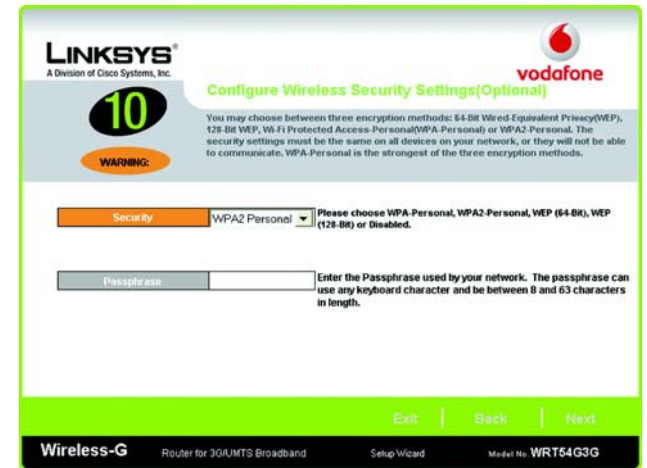 LINKSYS®
A Division of Cisco Systems, Inc.
vodafone
10
WARNING:
Configure Wireless Security Settings(Optional)
You may choose between three encryption methods: 64-Bit Wired-Equivalent Privacy(WEP),
128-Bit WEP, Wi-Fi Protected Access-Personal(WPA-Personal) or WPA2-Personal. The
security settings must be the same on all devices on your network, or they will not be able
to communicate. WPA-Personal is the strongest of the three encryption methods.
Security
WPA2 Personal
Please choose WPA-Personal, WPA2-Personal, WEP (64-Bit), WEP
(128-Bit) or Disabled.
Passphrase
Enter the Passphrase used by your network. The passphrase can
use any keyboard character and be between 8 and 63 characters
in length.
Exit
Back
Next
Wireless-G
Router for 3G/UMTS Broadband
Setup Wizard
Model No. WRT54G3G